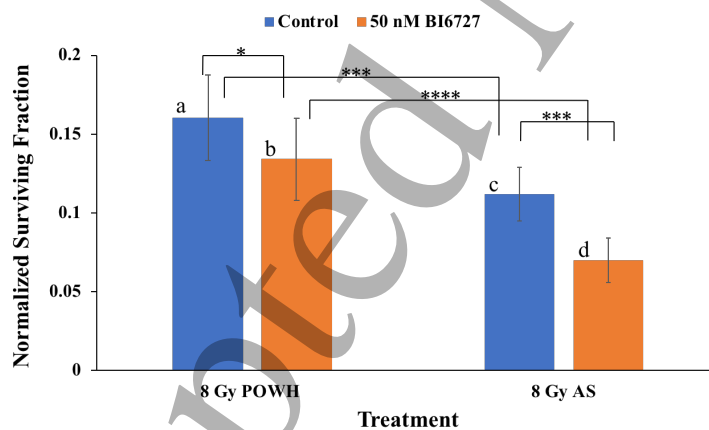 Control 50 nM BI6727
Normalized Surviving Fraction
0.2
0.15
0.1
0.05
0
*
***
****
***
a
b
c
d
8 Gy POWH
8 Gy AS
Treatment
pted